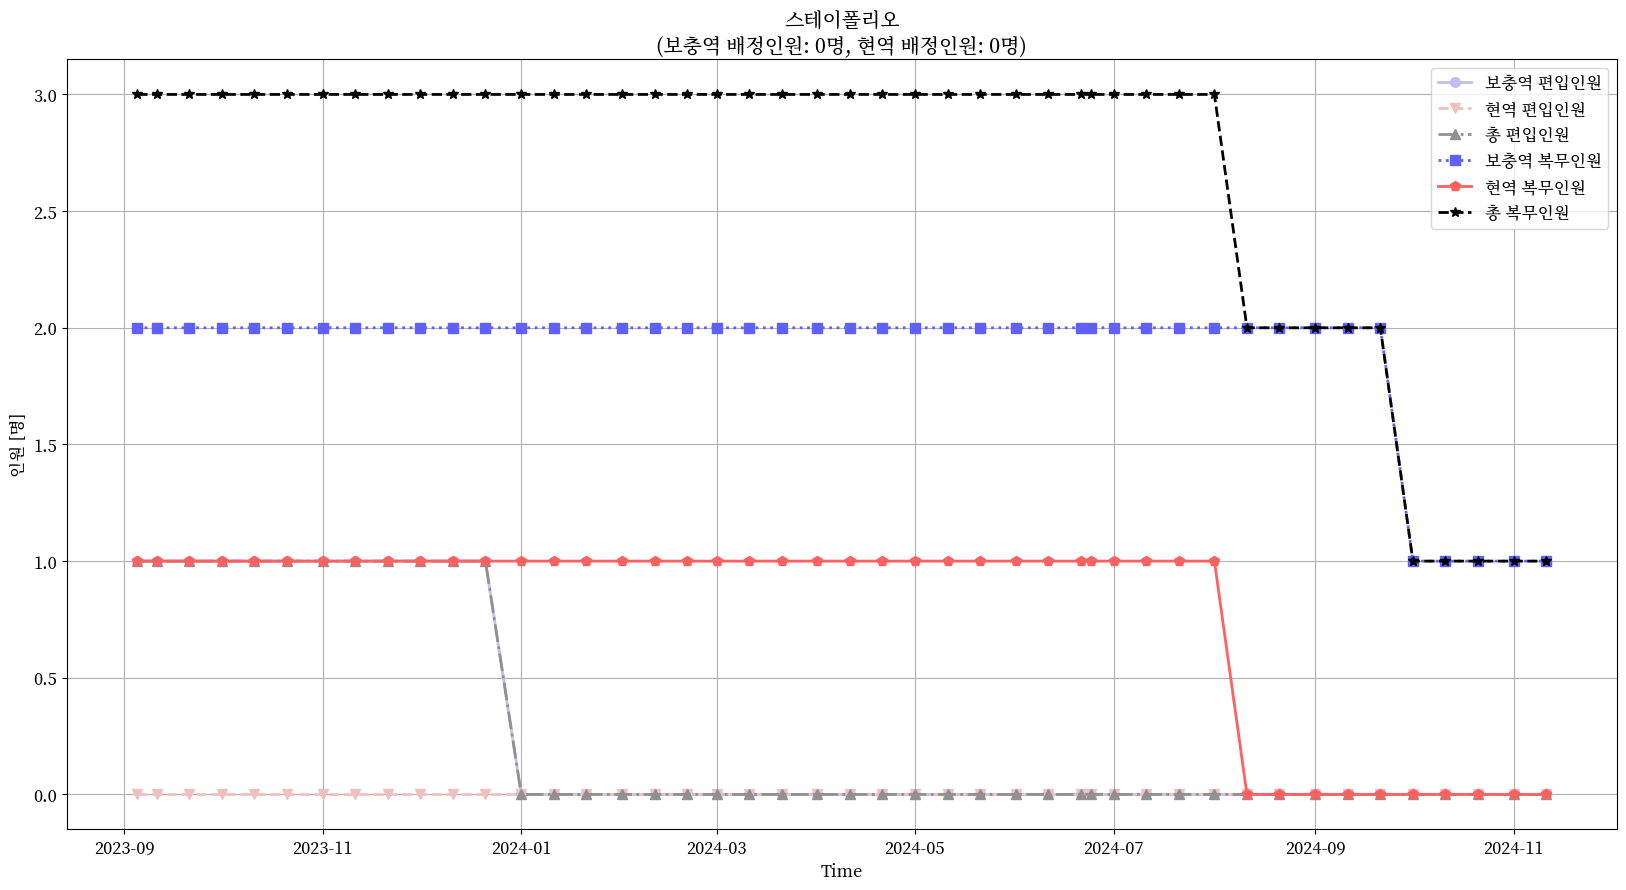 스테이폴리오
(보충역 배정인원: 0명, 현역 배정인원: 0명)
보충역 편입인원
현역 편입인원
총 편입인원
보충역 복무인원
현역 복무인원
총 복무인원
인원 [명]
3.0
2.5
2.0
1.5
1.0
0.5
0.0
2023-09
2023-11
2024-01
2024-03
2024-05
2024-07
2024-09
2024-11
Time